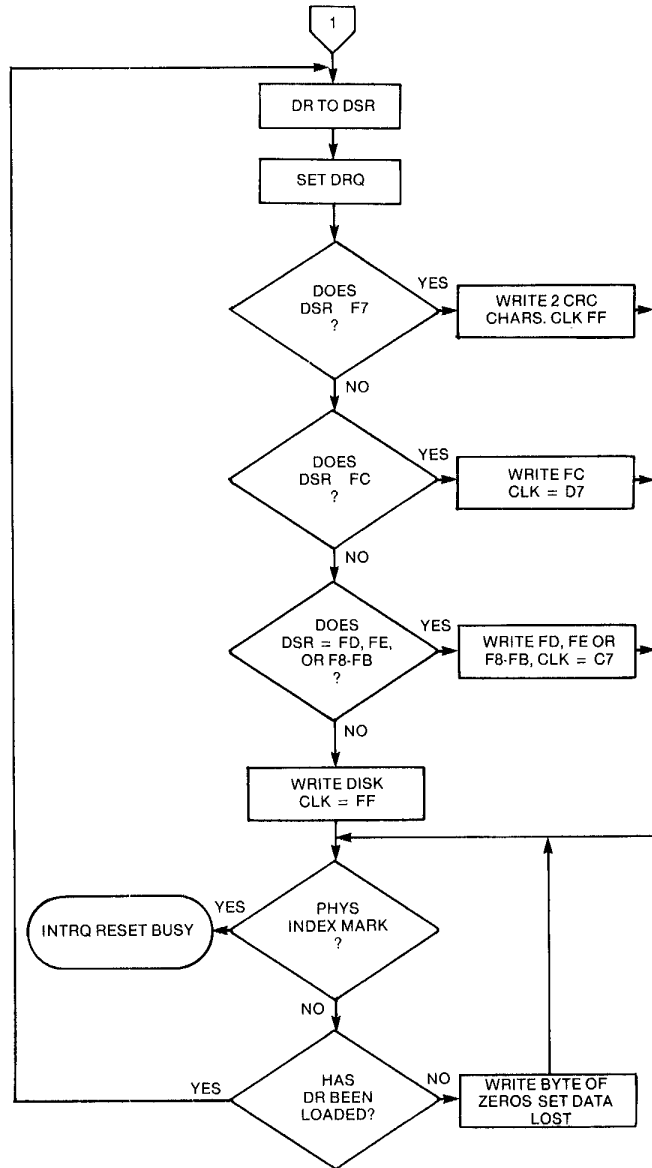 1
DR TO DSR
SET DRQ
DOES
DSR F7
?
YES
WRITE 2 CRC
CHARS. CLK FF
NO
DOES
DSR FC
?
YES
WRITE FC
CLK = D7
NO
DOES
DSR = FD, FE,
OR F8-FB
?
YES
WRITE FD, FE OR
F8-FB, CLK = C7
NO
WRITE DISK
CLK = FF
PHYS
INDEX MARK
?
YES
INTRQ RESET BUSY
NO
HAS
DR BEEN
LOADED?
YES
NO
WRITE BYTE OF
ZEROS SET DATA
LOST